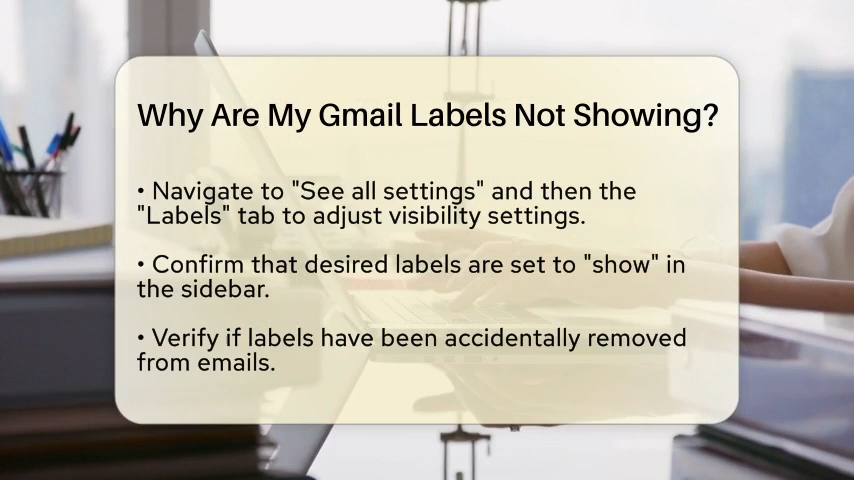 Why Are My Gmail Labels Not Showing?
• Navigate to "See all settings" and then the
"Labels" tab to adjust visibility settings.
• Confirm that desired labels are set to "show" in
the sidebar.
• Verify if labels have been accidentally removed
from emails.